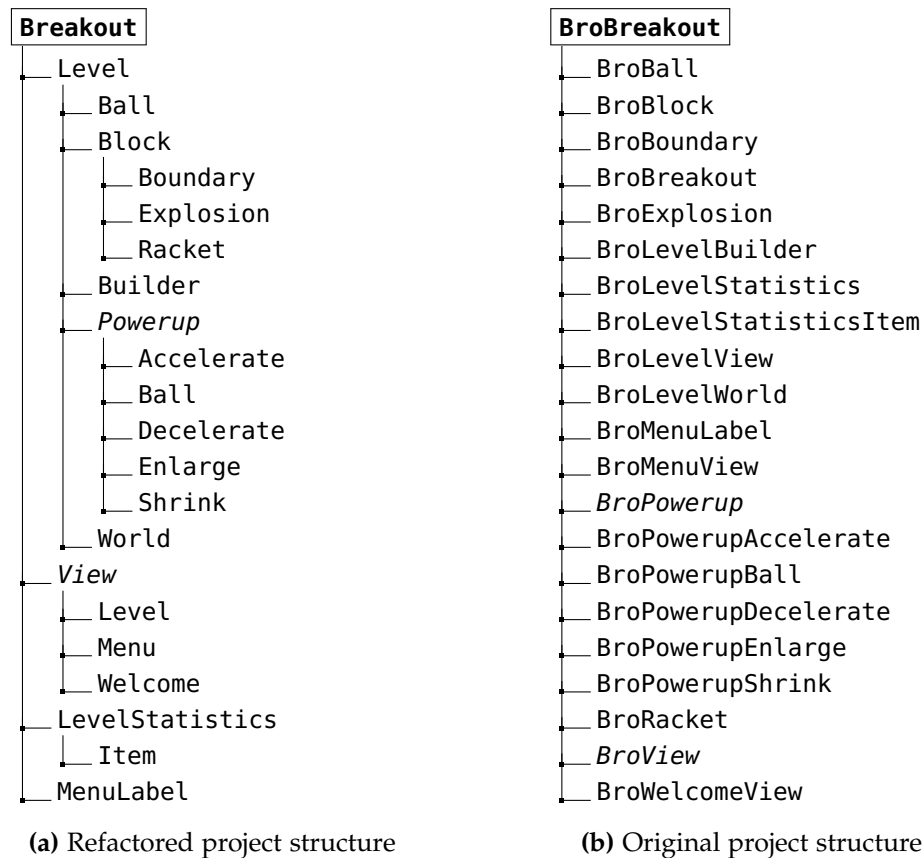 Breakout
Level
Ball
Block
Boundary
Explosion
Racket
Builder
Powerup
Accelerate
Ball
Decelerate
Enlarge
Shrink
World
View
Level
Menu
Welcome
LevelStatistics
Item
MenuLabel
(a) Refactored project structure
BroBreakout
BroBall
BroBlock
BroBoundary
BroBreakout
BroExplosion
BroLevelBuilder
BroLevelStatistics
BroLevelStatisticsItem
BroLevelView
BroLevelWorld
BroMenuLabel
BroMenuView
BroPowerup
BroPowerupAccelerate
BroPowerupBall
BroPowerupDecelerate
BroPowerupEnlarge
BroPowerupShrink
BroRacket
BroView
BroWelcomeView
(b) Original project structure